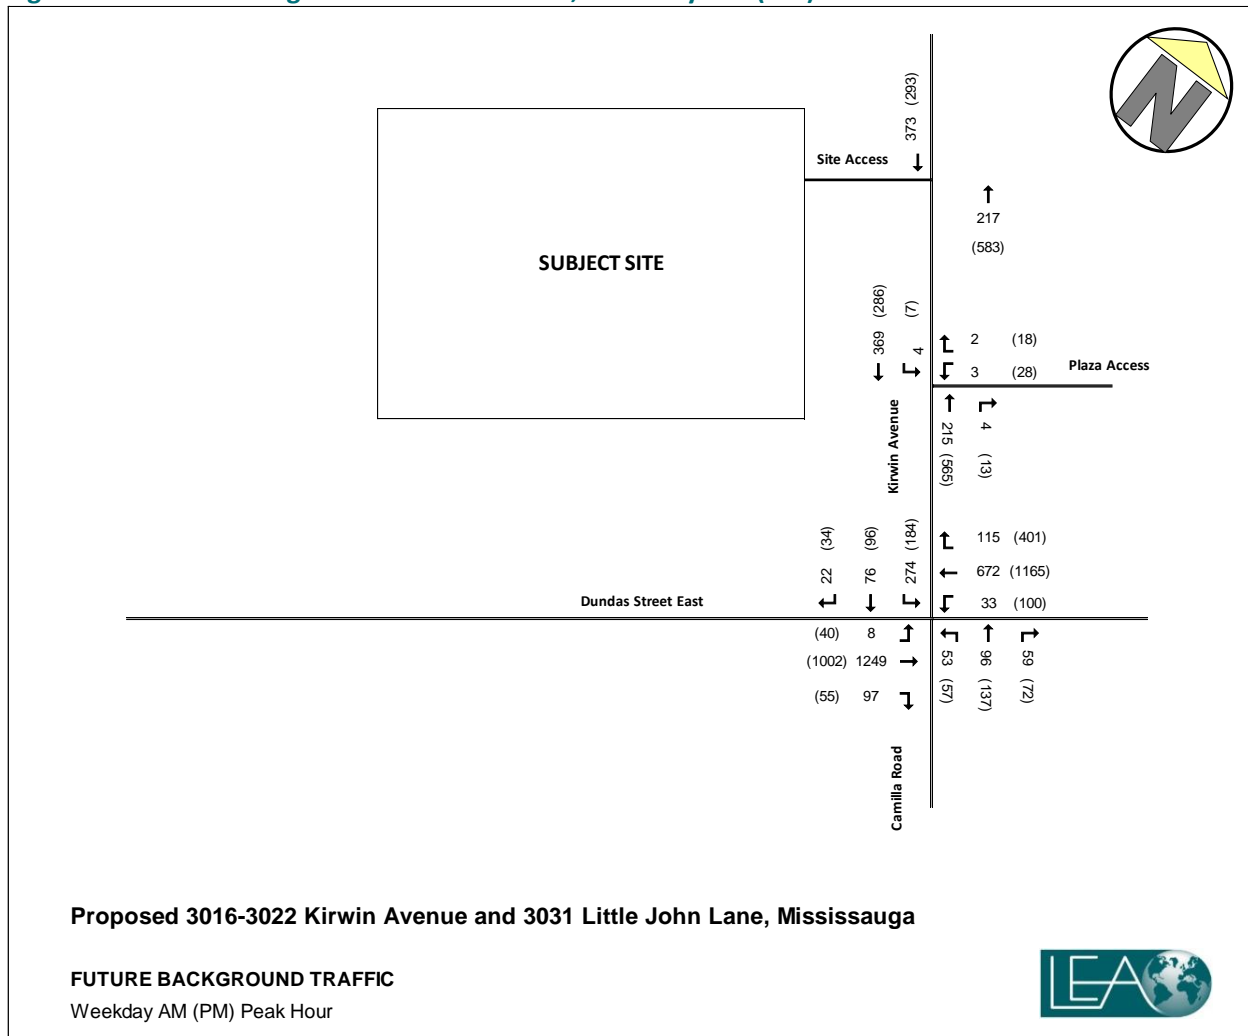 N
373 (293)
Site Access
217
(583)
SUBJECT SITE
369 (286)
4 (7)
2 (18)
3 (28)
Plaza Access
Kirwin Avenue
215 (565)
4 (13)
22 (34)
76 (96)
274 (184)
115 (401)
672 (1165)
33 (100)
Dundas Street East
(40) 8
(1002) 1249
(55) 97
53 (57)
96 (137)
59 (72)
Camilla Road
Proposed 3016-3022 Kirwin Avenue and 3031 Little John Lane, Mississauga
FUTURE BACKGROUND TRAFFIC
Weekday AM (PM) Peak Hour
LEA